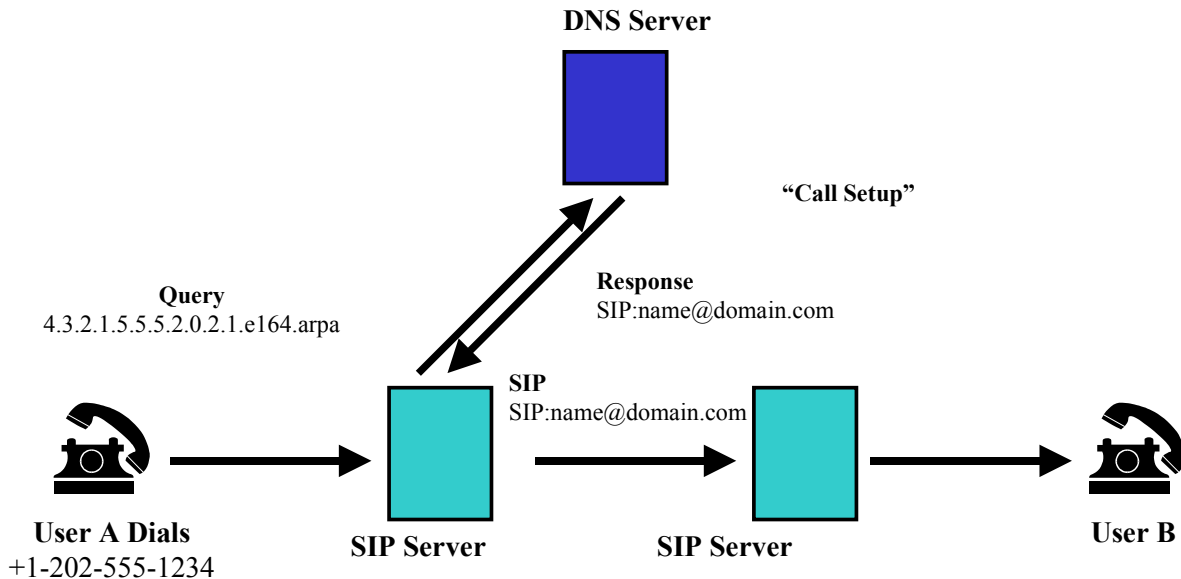 DNS Server
“Call Setup”
Response
SIP:name@domain.com
Query
4.3.2.1.5.5.5.2.0.2.1.e164.arpa
SIP
SIP:name@domain.com
User A Dials
+1-202-555-1234
SIP Server
SIP Server
User B